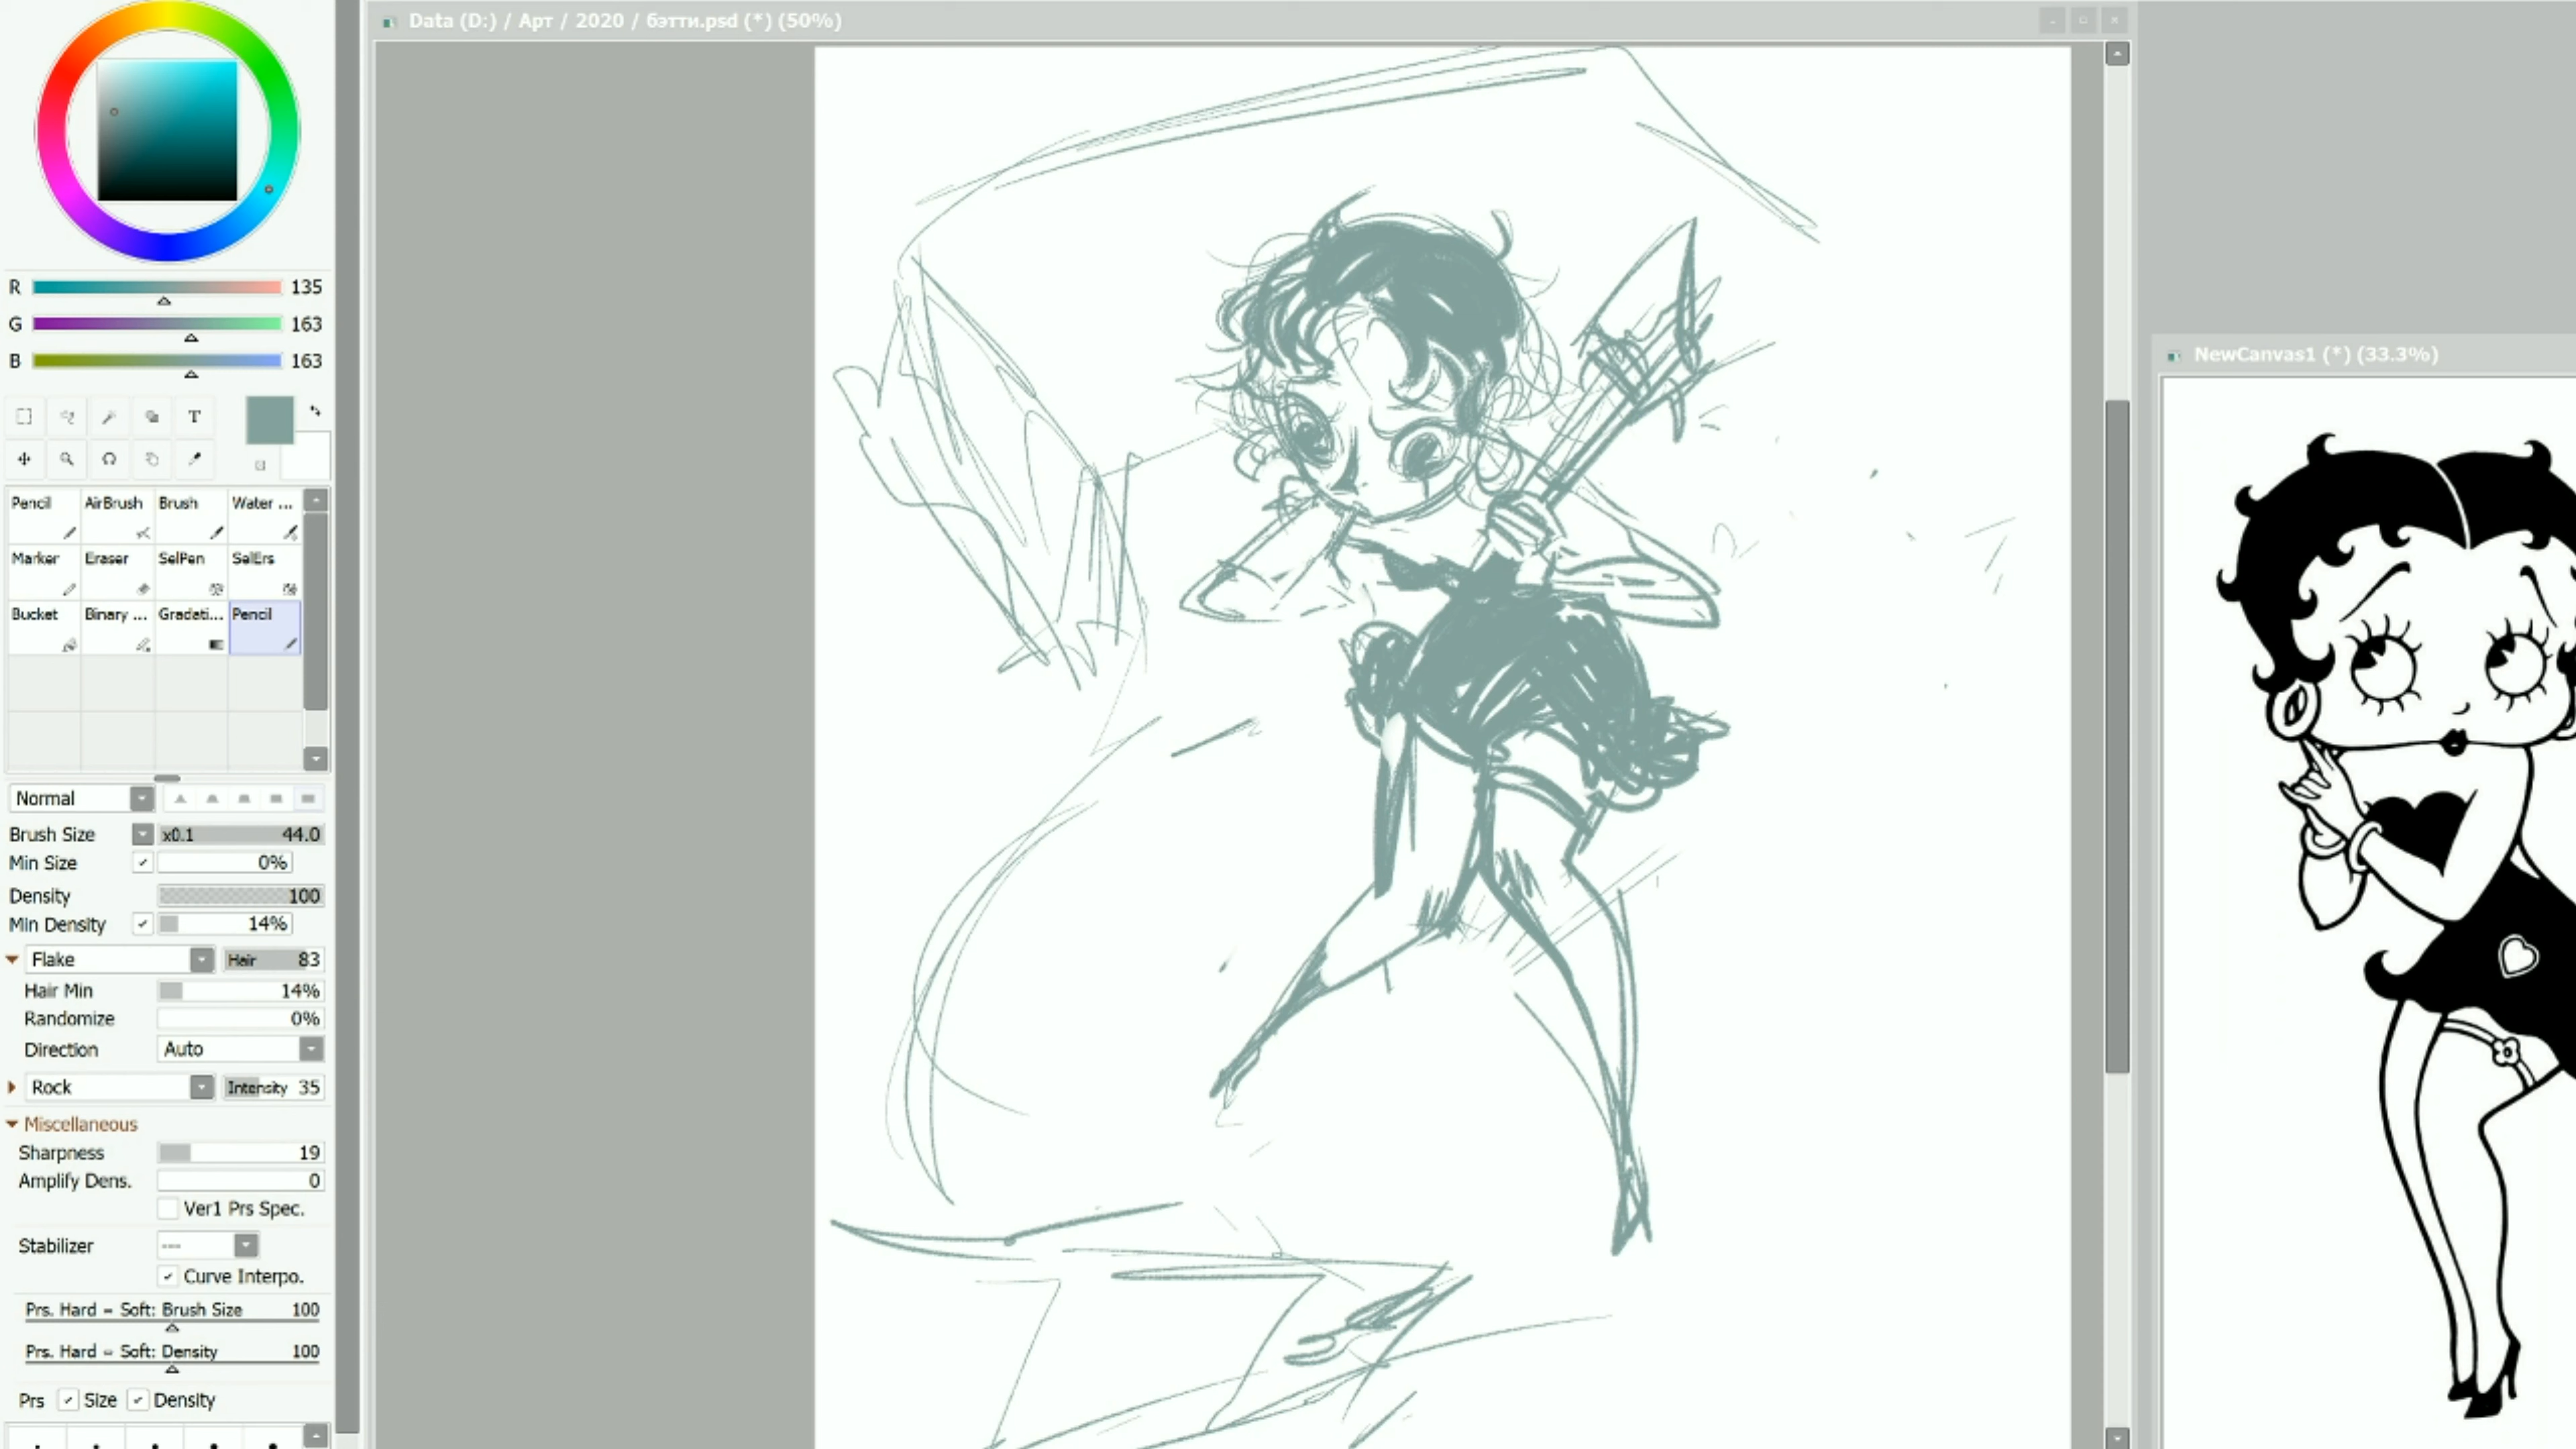 Data (D:) / Арт / 2020 / бэтти.psd (*) (50%)
NewCanvas1 (*) (33.3%)
R 135
G 163
B 163
T
Pencil AirBrush Brush Water ...
Marker Eraser SelPen SelErs
Bucket Binary ... Gradati... Pencil
Normal
Brush Size x0.1 44.0
Min Size 0%
Density 100
Min Density 14%
Flake Hair 83
Hair Min 14%
Randomize 0%
Direction Auto
Rock Intensity 35
Miscellaneous
Sharpness 19
Amplify Dens. 0
Ver1 Prs Spec.
Stabilizer ---
Curve Interpo.
Prs. Hard ⇔ Soft: Brush Size 100
Prs. Hard ⇔ Soft: Density 100
Prs Size Density